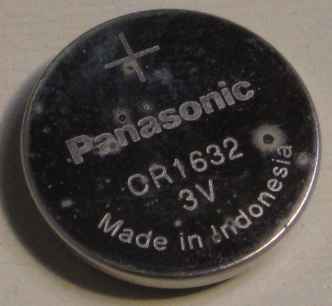 +
Panasonic
CR1632
3V
Made in Indonesia